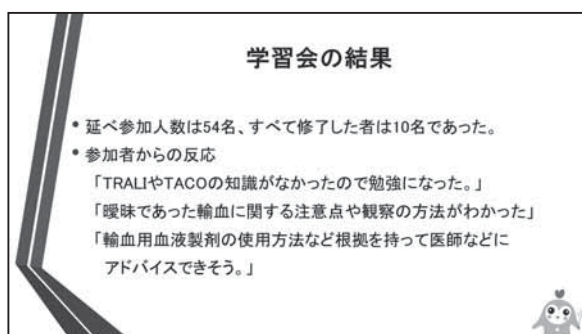 学習会の結果
• 延べ参加人数は54名、すべて修了した者は10名であった。
• 参加者からの反応
「TRALIやTACOの知識がなかったので勉強になった。」
「曖昧であった輸血に関する注意点や観察の方法がわかった」
「輸血用血液製剤の使用方法など根拠を持って医師などに
アドバイスできそう。」